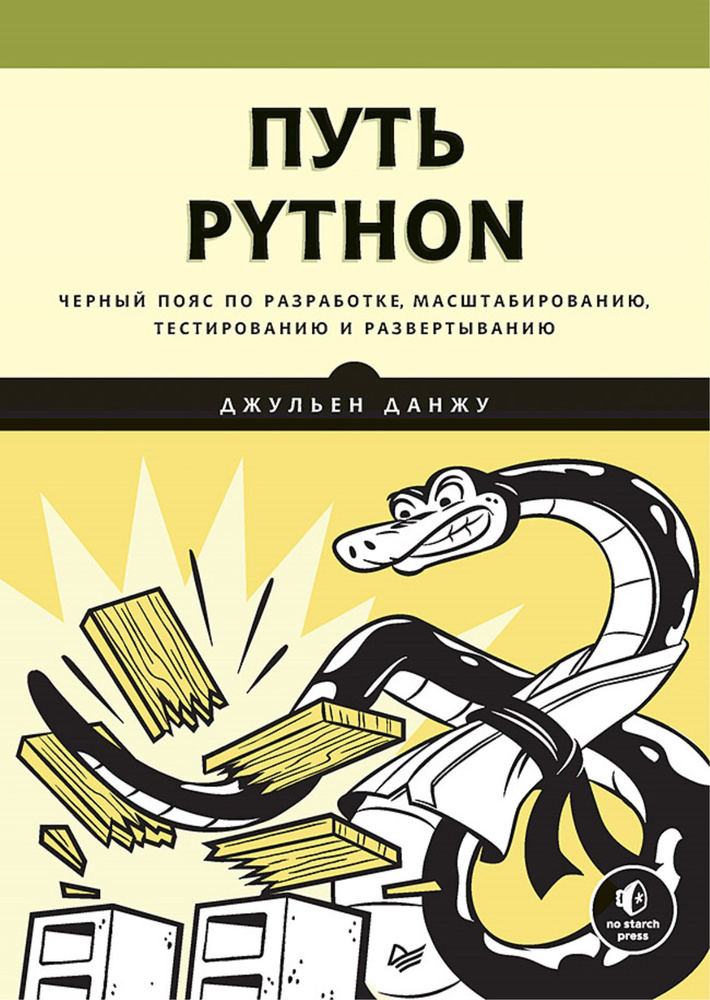 ПУТЬ
PYTHON
ЧЕРНЫЙ ПОЯС ПО РАЗРАБОТКЕ, МАСШТАБИРОВАНИЮ,
ТЕСТИРОВАНИЮ И РАЗВЕРТЫВАНИЮ
ДЖУЛЬЕН ДАНЖУ
no starch
press